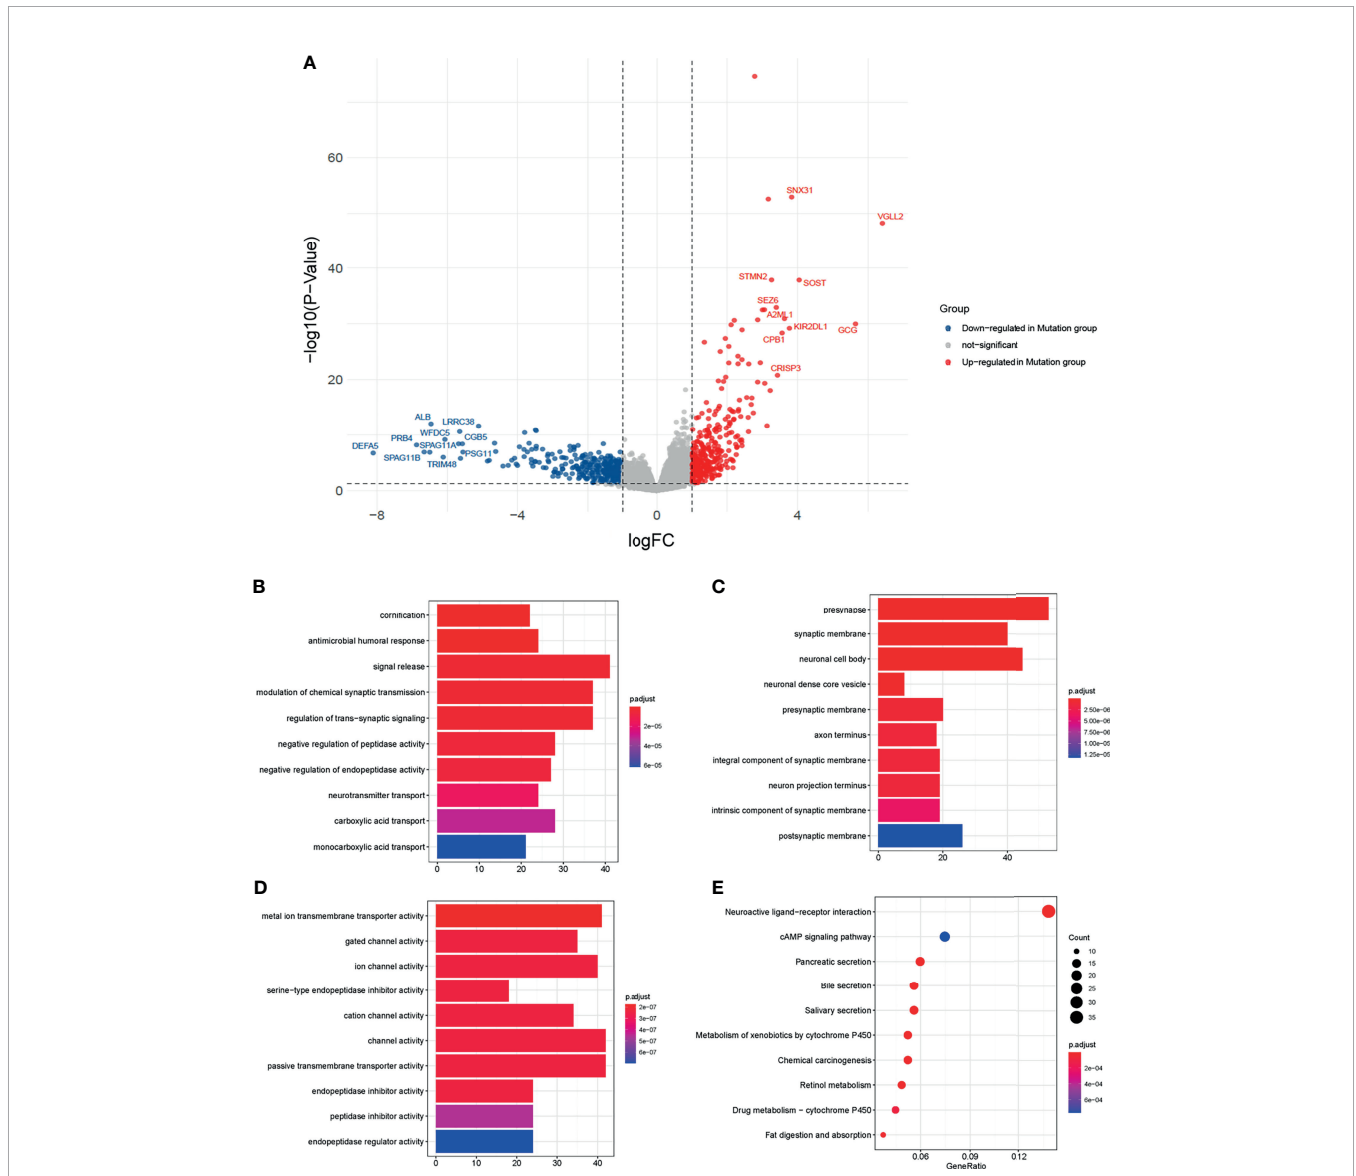 A
60
40
20
0
−8
−4
0
4
−log10(P-Value)
logFC
SNX31
VGLL2
STMN2
SOST
SEZ6
A2ML1
KIR2DL1
GCG
CPB1
CRISP3
ALB
LRRC38
WFDC5
CGB5
PRB4
SPAG11A
DEFA5
PSG11
SPAG11B
TRIM48
Group
Down-regulated in Mutation group
not-significant
Up-regulated in Mutation group
B
cornification
antimicrobial humoral response
signal release
modulation of chemical synaptic transmission
regulation of trans−synaptic signaling
negative regulation of peptidase activity
negative regulation of endopeptidase activity
neurotransmitter transport
carboxylic acid transport
monocarboxylic acid transport
0 10 20 30 40
p.adjust
2e−05
4e−05
6e−05
C
presynapse
synaptic membrane
neuronal cell body
neuronal dense core vesicle
presynaptic membrane
axon terminus
integral component of synaptic membrane
neuron projection terminus
intrinsic component of synaptic membrane
postsynaptic membrane
0 20 40
p.adjust
2.50e−06
5.00e−06
7.50e−06
1.00e−05
1.25e−05
D
metal ion transmembrane transporter activity
gated channel activity
ion channel activity
serine−type endopeptidase inhibitor activity
cation channel activity
channel activity
passive transmembrane transporter activity
endopeptidase inhibitor activity
peptidase inhibitor activity
endopeptidase regulator activity
0 10 20 30 40
p.adjust
2e−07
3e−07
4e−07
5e−07
6e−07
E
Neuroactive ligand−receptor interaction
cAMP signaling pathway
Pancreatic secretion
Bile secretion
Salivary secretion
Metabolism of xenobiotics by cytochrome P450
Chemical carcinogenesis
Retinol metabolism
Drug metabolism − cytochrome P450
Fat digestion and absorption
0.06 0.09 0.12
GeneRatio
Count
10
15
20
25
30
35
p.adjust
2e−04
4e−04
6e−04